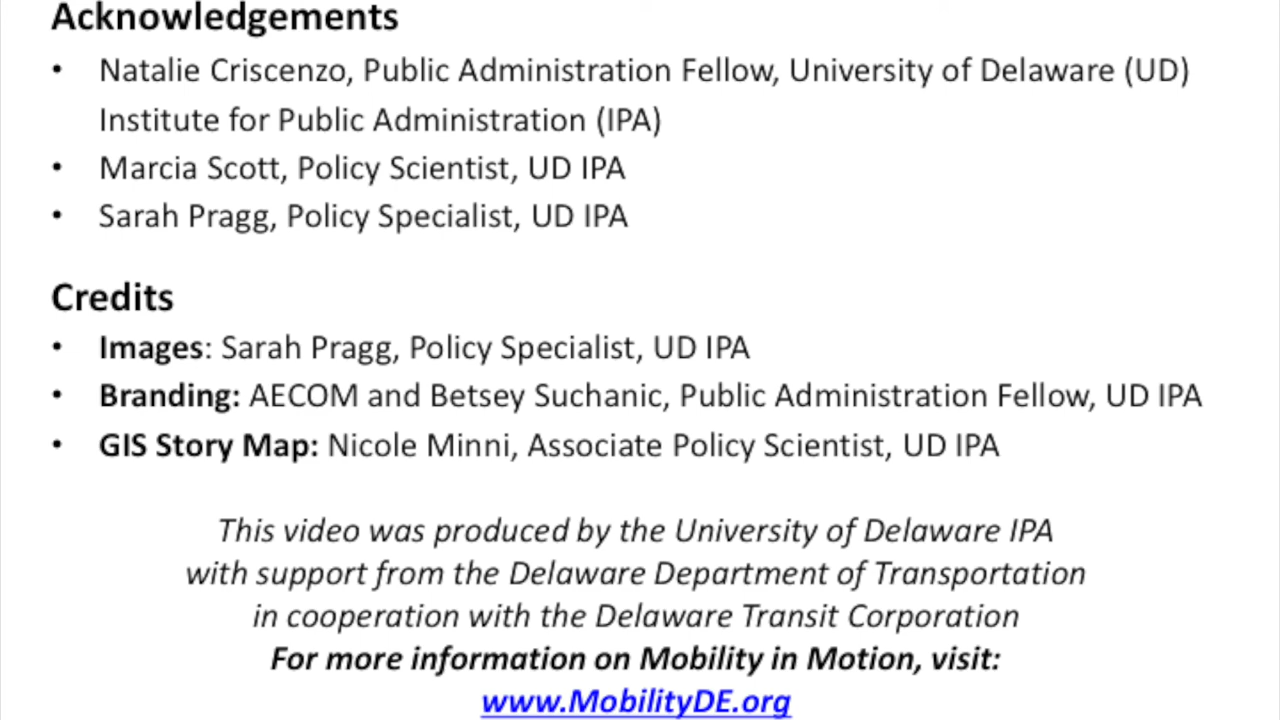 Acknowledgements
• Natalie Criscenzo, Public Administration Fellow, University of Delaware (UD)
Institute for Public Administration (IPA)
• Marcia Scott, Policy Scientist, UD IPA
• Sarah Pragg, Policy Specialist, UD IPA
Credits
• Images: Sarah Pragg, Policy Specialist, UD IPA
• Branding: AECOM and Betsey Suchanic, Public Administration Fellow, UD IPA
• GIS Story Map: Nicole Minni, Associate Policy Scientist, UD IPA
This video was produced by the University of Delaware IPA
with support from the Delaware Department of Transportation
in cooperation with the Delaware Transit Corporation
For more information on Mobility in Motion, visit:
www.MobilityDE.org